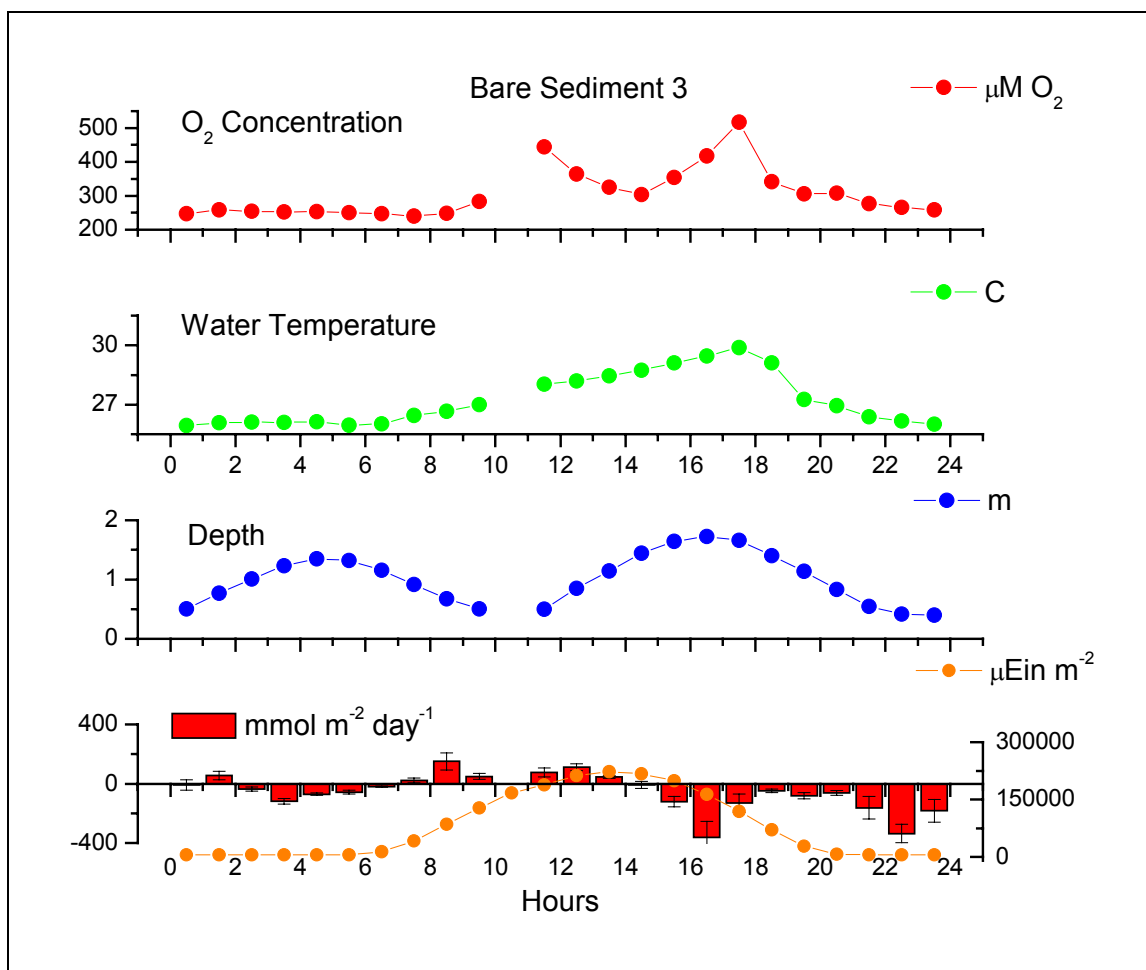 Bare Sediment 3
μM O₂
O₂ Concentration
500
400
300
200
C
Water Temperature
30
27
0 2 4 6 8 10 12 14 16 18 20 22 24
m
Depth
2
1
0
μEin m⁻²
mmol m⁻² day⁻¹
400
0
-400
300000
150000
0
0 2 4 6 8 10 12 14 16 18 20 22 24
Hours